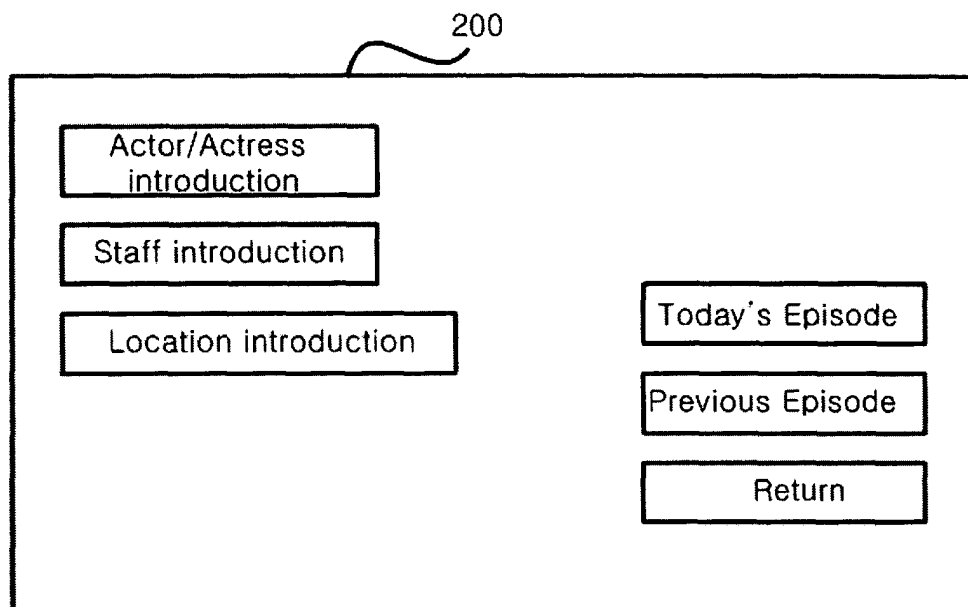 200
Actor/Actress
introduction
Staff introduction
Location introduction
Today's Episode
Previous Episode
Return